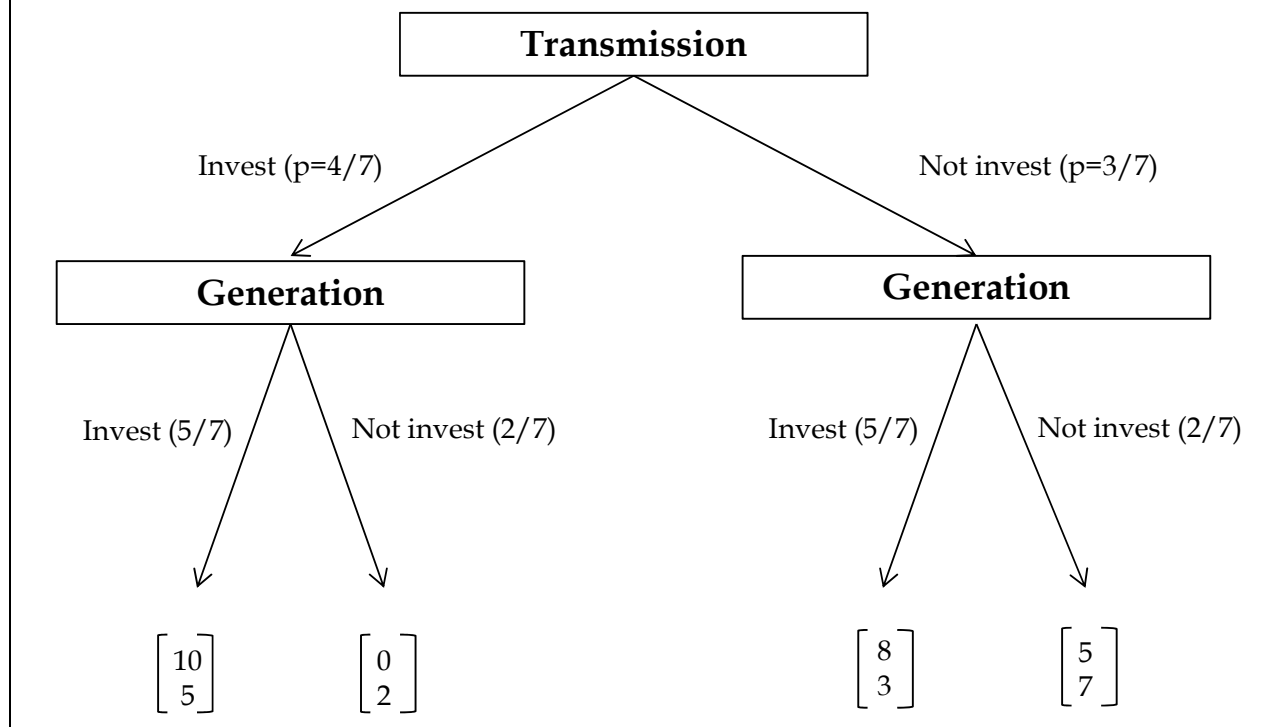 Transmission
Invest (p=4/7)
Not invest (p=3/7)
Generation
Generation
Invest (5/7)
Not invest (2/7)
Invest (5/7)
Not invest (2/7)
10
5
0
2
8
3
5
7